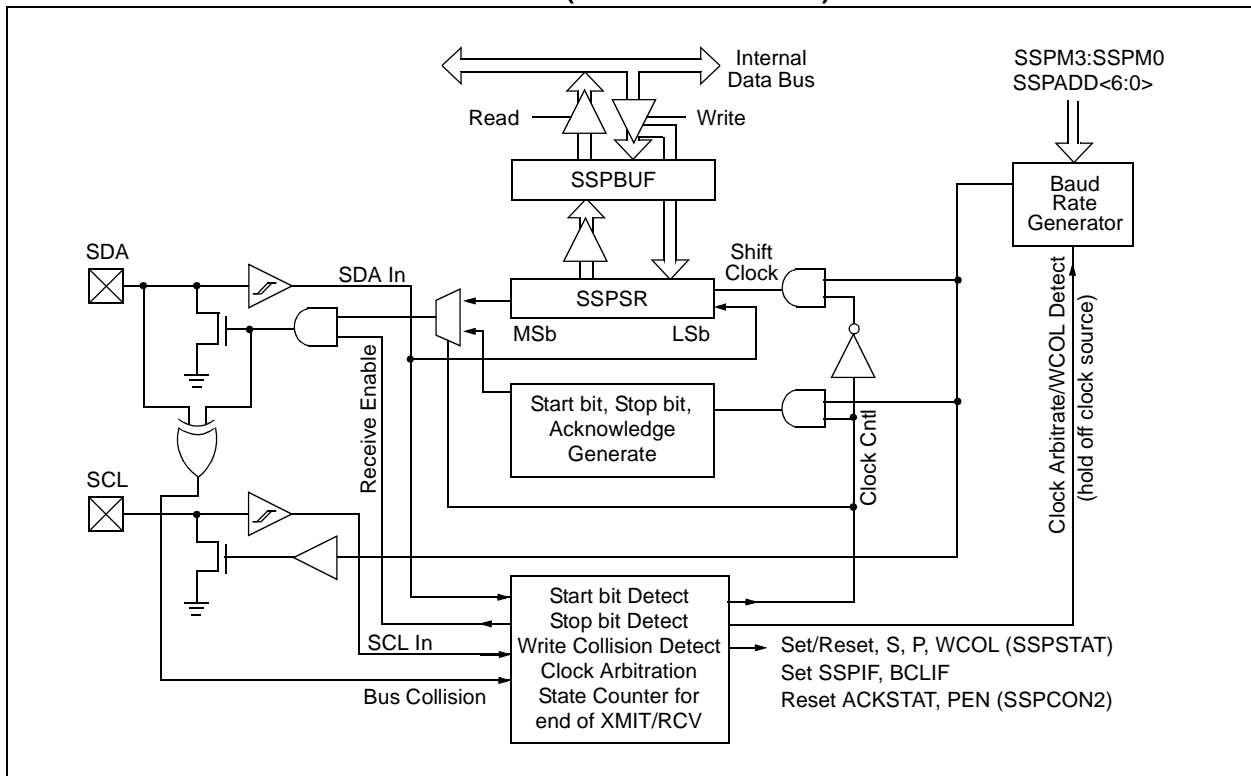 Internal
Data Bus
SSPM3:SSPM0
SSPADD<6:0>
Read
Write
SSPBUF
Baud
Rate
Generator
SDA
SDA In
Shift
Clock
SSPSR
MSb
LSb
Receive Enable
Start bit, Stop bit,
Acknowledge
Generate
Clock Cntl
Clock Arbitrate/WCOL Detect
(hold off clock source)
SCL
SCL In
Bus Collision
Start bit Detect
Stop bit Detect
Write Collision Detect
Clock Arbitration
State Counter for
end of XMIT/RCV
Set/Reset, S, P, WCOL (SSPSTAT)
Set SSPIF, BCLIF
Reset ACKSTAT, PEN (SSPCON2)